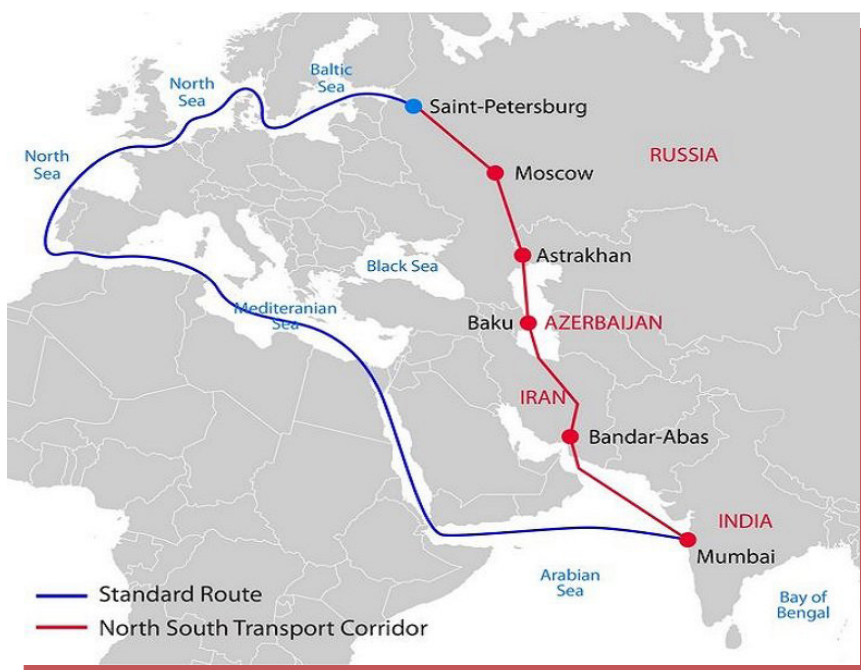 North
Sea
Baltic
Sea
Saint-Petersburg
North
Sea
RUSSIA
Moscow
Astrakhan
Black Sea
Mediteranian
Sea
Baku
AZERBAIJAN
IRAN
Bandar-Abas
INDIA
Mumbai
Arabian
Sea
Bay of
Bengal
Standard Route
North South Transport Corridor